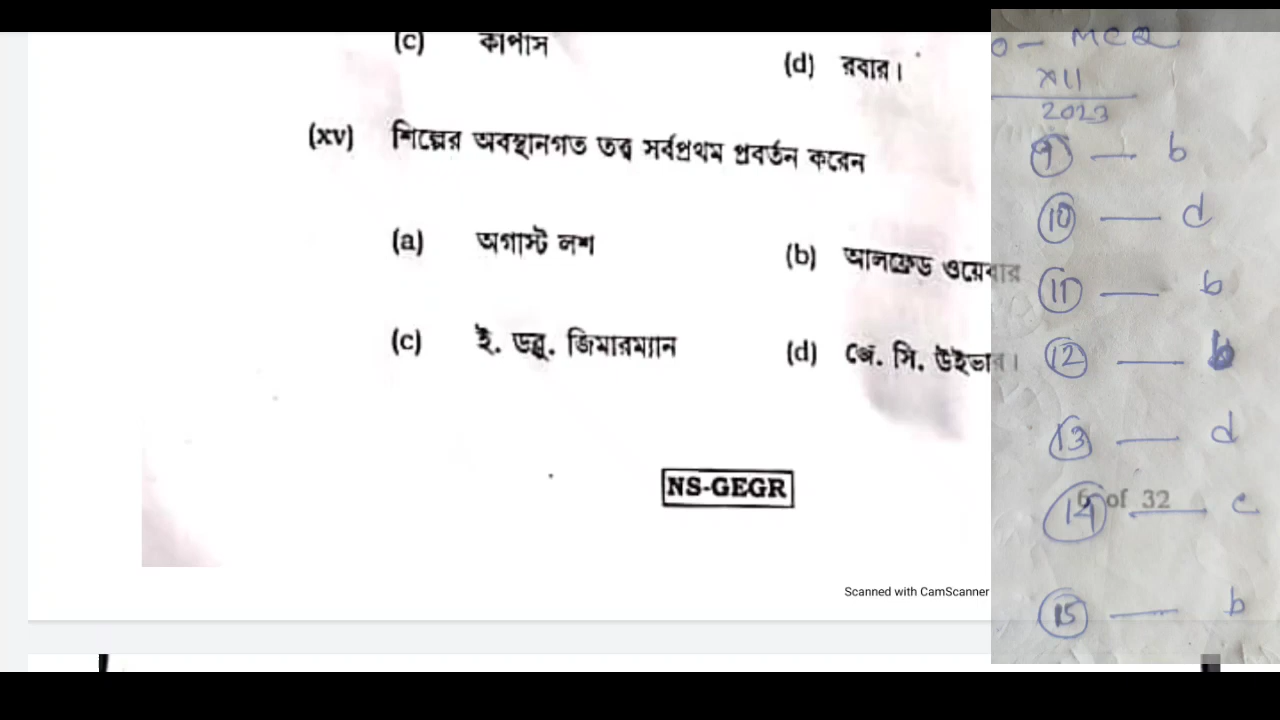 (c) কাপাস
(d) রবার।
(xv) শিল্পের অবস্থানগত তত্ব সর্বপ্রথম প্রবর্তন করেন
(a) অগাস্ট লশ
(b) আলফ্রেড ওয়েবার
(c) ই. ডব্লু. জিমারম্যান
(d) জে. সি. উইভার।
NS-GEGR
6 of 32
Scanned with CamScanner
O - MCQ
XII
2023
9 — b
10 — d
11 — b
12 — b
13 — d
14 — c
15 — b